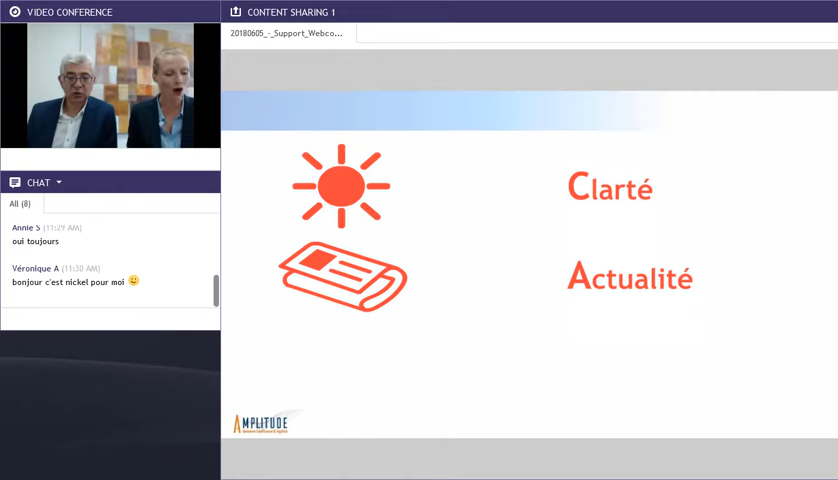 VIDEO CONFERENCE
CONTENT SHARING 1
20180605_-_Support_Webco...
CHAT
All (8)
Annie S (11:29 AM)
oui toujours
Véronique A (11:30 AM)
bonjour c'est nickel pour moi
Clarté
Actualité
AMPLITUDE